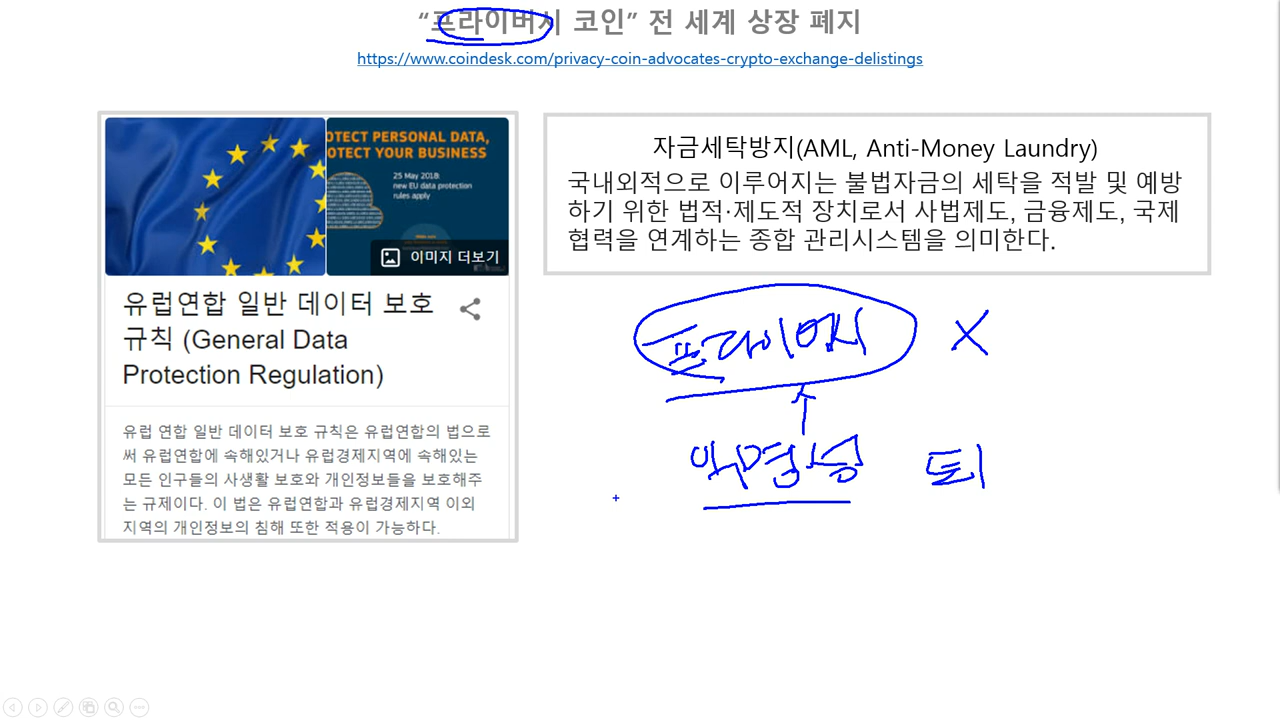 “프라이버시 코인” 전 세계 상장 폐지
https://www.coindesk.com/privacy-coin-advocates-crypto-exchange-delistings
OTECT PERSONAL DATA,
OTECT YOUR BUSINESS
25 May 2018:
new EU data protection
rules apply
이미지 더보기
유럽연합 일반 데이터 보호
규칙 (General Data
Protection Regulation)
유럽 연합 일반 데이터 보호 규칙은 유럽연합의 법으로
써 유럽연합에 속해있거나 유럽경제지역에 속해있는
모든 인구들의 사생활 보호와 개인정보들을 보호해주
는 규제이다. 이 법은 유럽연합과 유럽경제지역 이외
지역의 개인정보의 침해 또한 적용이 가능하다.
자금세탁방지(AML, Anti-Money Laundry)
국내외적으로 이루어지는 불법자금의 세탁을 적발 및 예방
하기 위한 법적·제도적 장치로서 사법제도, 금융제도, 국제
협력을 연계하는 종합 관리시스템을 의미한다.
프라이버시 X
익명성